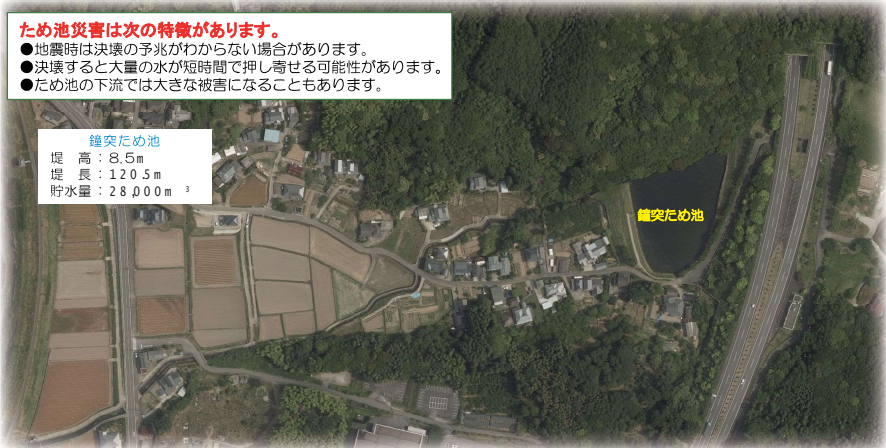 ため池災害は次の特徴があります。
●地震時は決壊の予兆がわからない場合があります。
●決壊すると大量の水が短時間で押し寄せる可能性があります。
●ため池の下流では大きな被害になることもあります。
鐘突ため池
堤　高：8.5m
堤　長：120.5m
貯水量：28,000m³
鐘突ため池